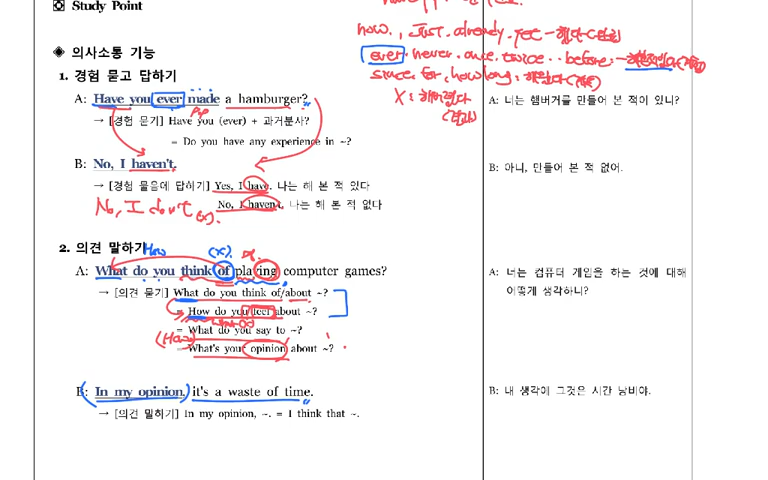 Study Point
now., Just. already. yet - 했다(완료)
◈ 의사소통 기능
ever. never. once. twice.. before: ~
1. 경험 묻고 답하기
since. for, how long: 해왔다(계속)
A: Have you ever made a hamburger?
X: 해버렸다
(결과)
A: 너는 햄버거를 만들어 본 적이 있니?
P.P
→ [경험 묻기] Have you (ever) + 과거분사?
= Do you have any experience in ~?
B: No, I haven't.
B: 아니, 만들어 본 적 없어.
→ [경험 물음에 답하기] Yes, I have. 나는 해 본 적 있다
No, I haven't, 나는 해 본 적 없다
No, I don't (x).
2. 의견 말하기
How (x).
A: What do you think of playing computer games?
A: 너는 컴퓨터 게임을 하는 것에 대해
어떻게 생각하니?
→ [의견 묻기] What do you think of/about ~?
= How do you feel about ~?
= What do you say to ~?
(How)
= What's your opinion about ~?
B: In my opinion, it's a waste of time.
B: 내 생각에 그것은 시간 낭비야.
→ [의견 말하기] In my opinion, ~. = I think that ~.